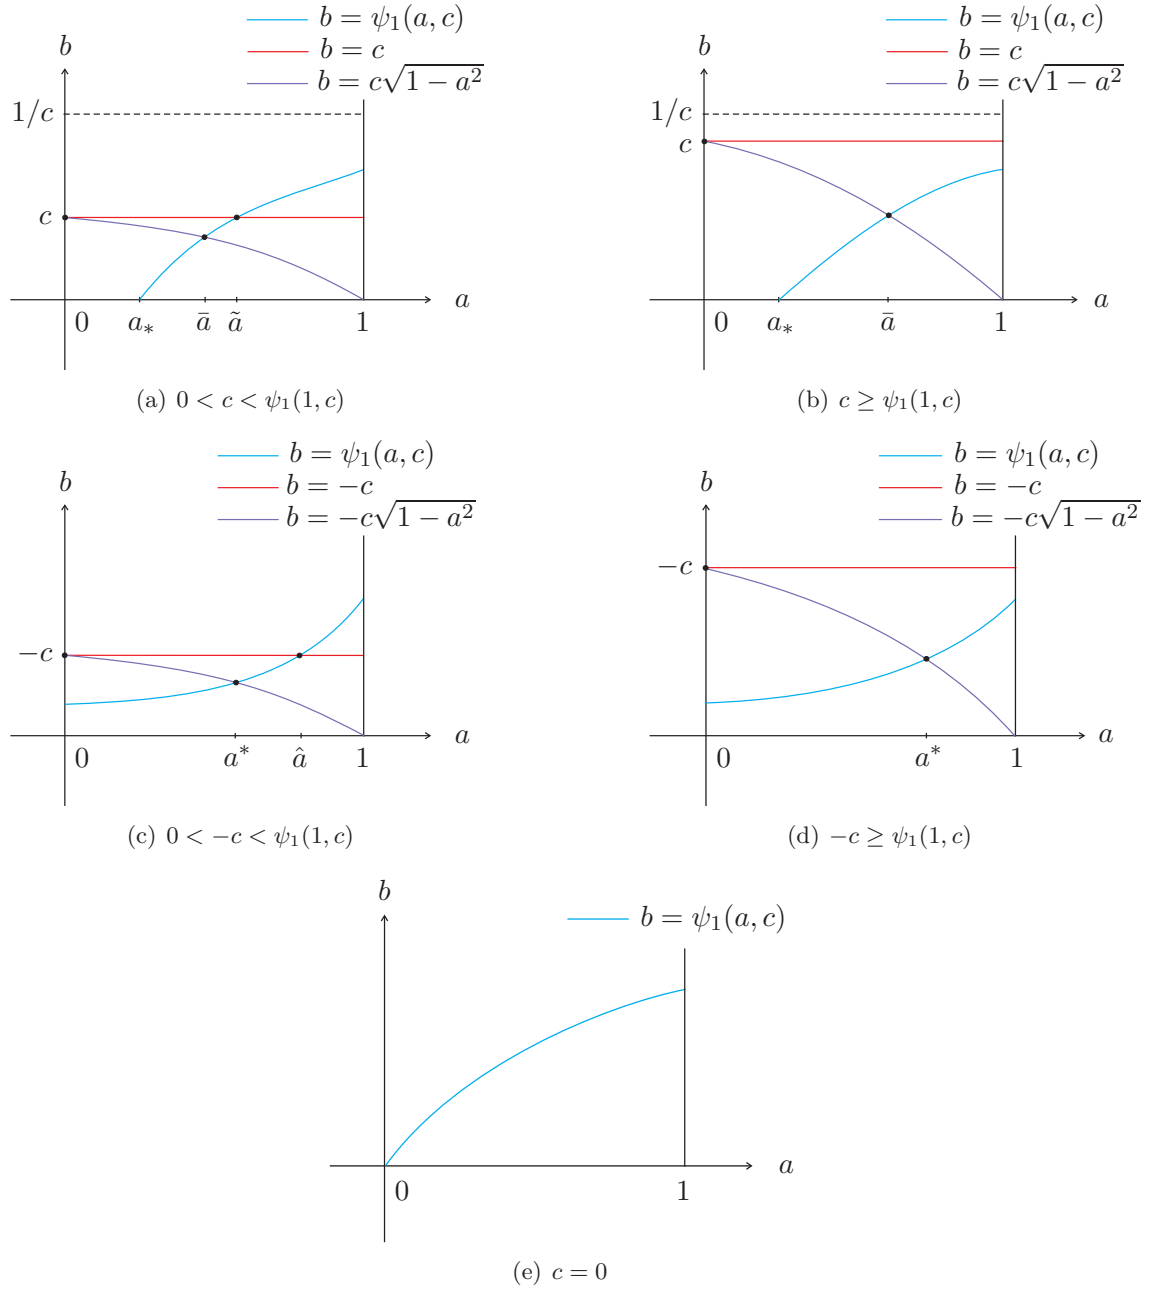 b = ψ₁(a, c)
b = c
b = c√(1 − a²)
b
1/c
c
0 a∗ ā ã 1 a
(a) 0 < c < ψ₁(1, c)
b = ψ₁(a, c)
b = c
b = c√(1 − a²)
b
1/c
c
0 a∗ ā 1 a
(b) c ≥ ψ₁(1, c)
b = ψ₁(a, c)
b = −c
b = −c√(1 − a²)
b
−c
0 a* â 1 a
(c) 0 < −c < ψ₁(1, c)
b = ψ₁(a, c)
b = −c
b = −c√(1 − a²)
b
−c
0 a* 1 a
(d) −c ≥ ψ₁(1, c)
b = ψ₁(a, c)
b
0 1 a
(e) c = 0